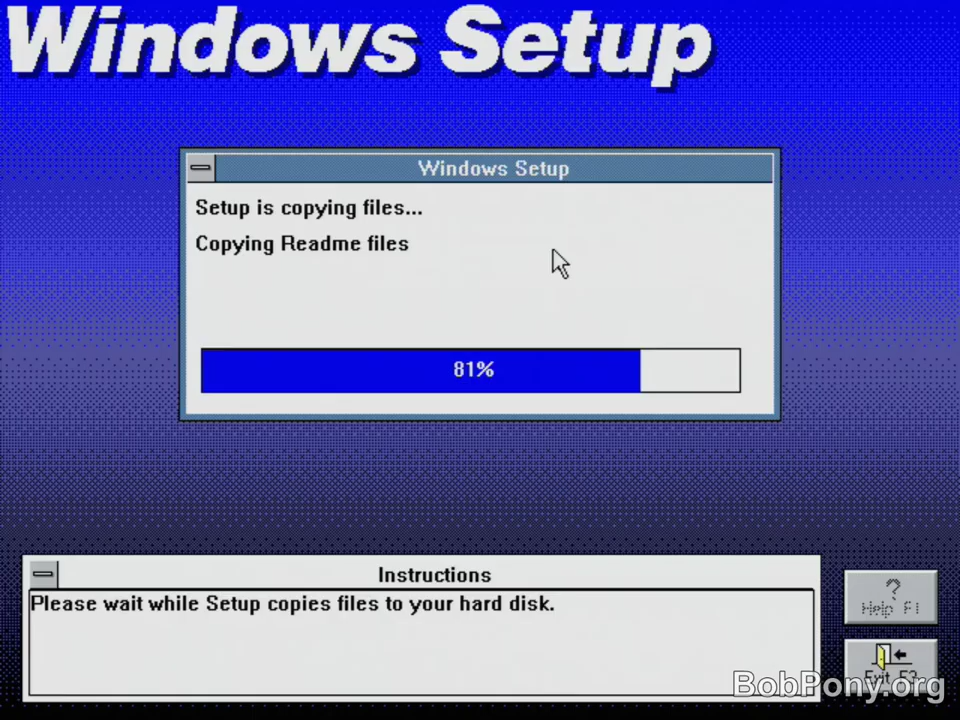 Windows Setup
Windows Setup
Setup is copying files...
Copying Readme files
81%
Instructions
Please wait while Setup copies files to your hard disk.
?
Help F1
Exit F3
BobPony.org